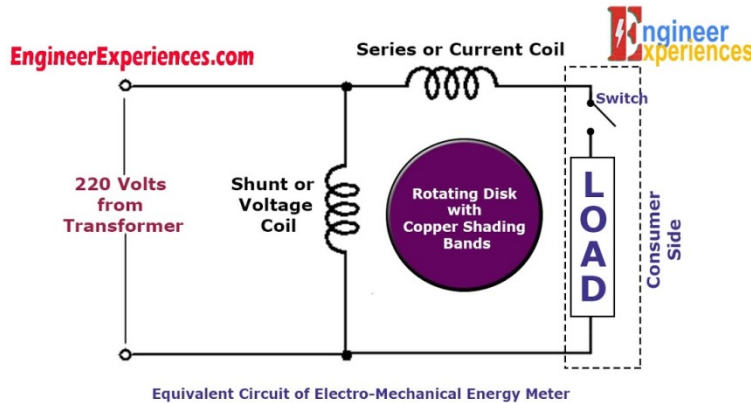 EngineerExperiences.com
Engineer
Experiences
Series or Current Coil
Switch
220 Volts
from
Transformer
Shunt or
Voltage
Coil
Rotating Disk
with
Copper Shading
Bands
LOAD
Consumer
Side
Equivalent Circuit of Electro-Mechanical Energy Meter